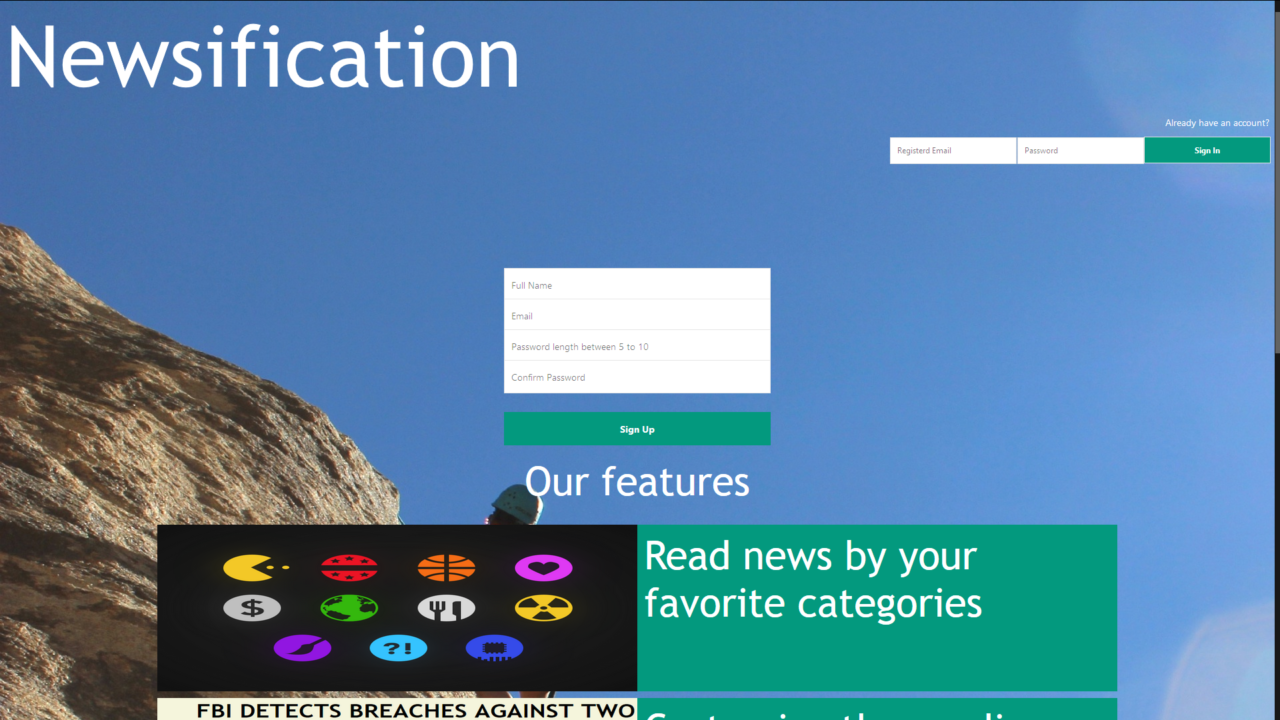 Newsification
Already have an account?
Registerd Email
Password
Sign In
Full Name
Email
Password length between 5 to 10
Confirm Password
Sign Up
Our features
$
?!
Read news by your
favorite categories
FBI DETECTS BREACHES AGAINST TWO